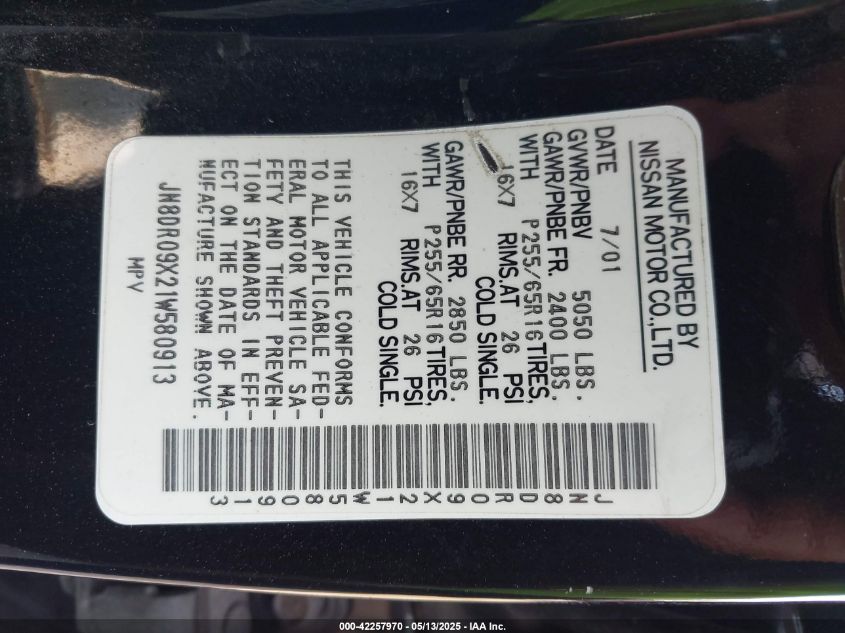 MANUFACTURED BY
NISSAN MOTOR CO.,LTD.
DATE 7/01
GVWR/PNBV 5050 LBS.
GAWR/PNBE FR. 2400 LBS.
WITH P255/65R16 TIRES,
16X7 RIMS.AT 26 PSI
COLD SINGLE.
GAWR/PNBE RR. 2850 LBS.
WITH P255/65R16 TIRES,
16X7 RIMS.AT 26 PSI
COLD SINGLE.
THIS VEHICLE CONFORMS
TO ALL APPLICABLE FED-
ERAL MOTOR VEHICLE SA-
FETY AND THEFT PREVEN-
TION STANDARDS IN EFF-
ECT ON THE DATE OF MA-
NUFACTURE SHOWN ABOVE.
JN8DR09X21W580913
MPV
JN8DR09X21W580913
000-42257970 - 05/13/2025 - IAA Inc.